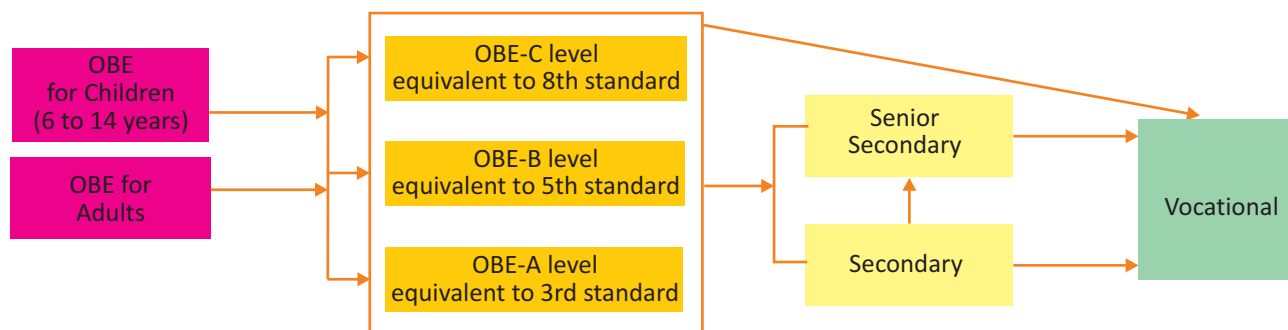 OBE
for Children
(6 to 14 years)
OBE for
Adults
OBE-C level
equivalent to 8th standard
OBE-B level
equivalent to 5th standard
OBE-A level
equivalent to 3rd standard
Senior
Secondary
Secondary
Vocational